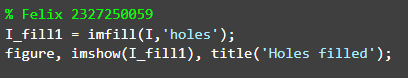 % Felix 2327250059
I_fill1 = imfill(I,'holes');
figure, imshow(I_fill1), title('Holes filled');